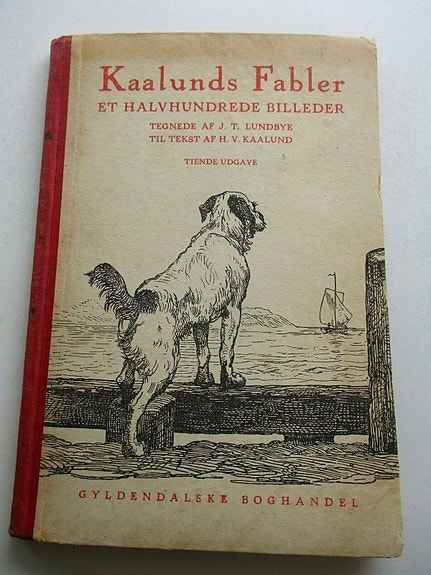 Kaalunds Fabler
ET HALVHUNDREDE BILLEDER
TEGNEDE AF J. T. LUNDBYE
TIL TEKST AF H. V. KAALUND
TIENDE UDGAVE
GYLDENDALSKE BOGHANDEL